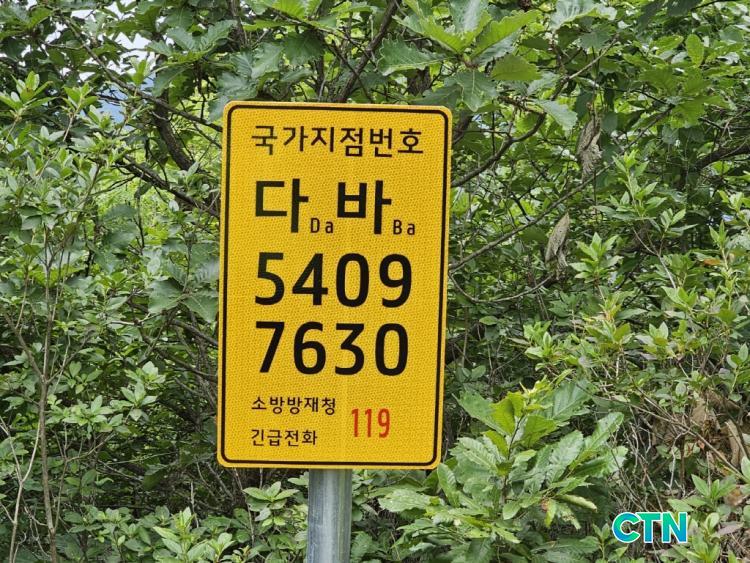 국가지점번호
다Da 바Ba
5409
7630
소방방재청
긴급전화 119
CTN